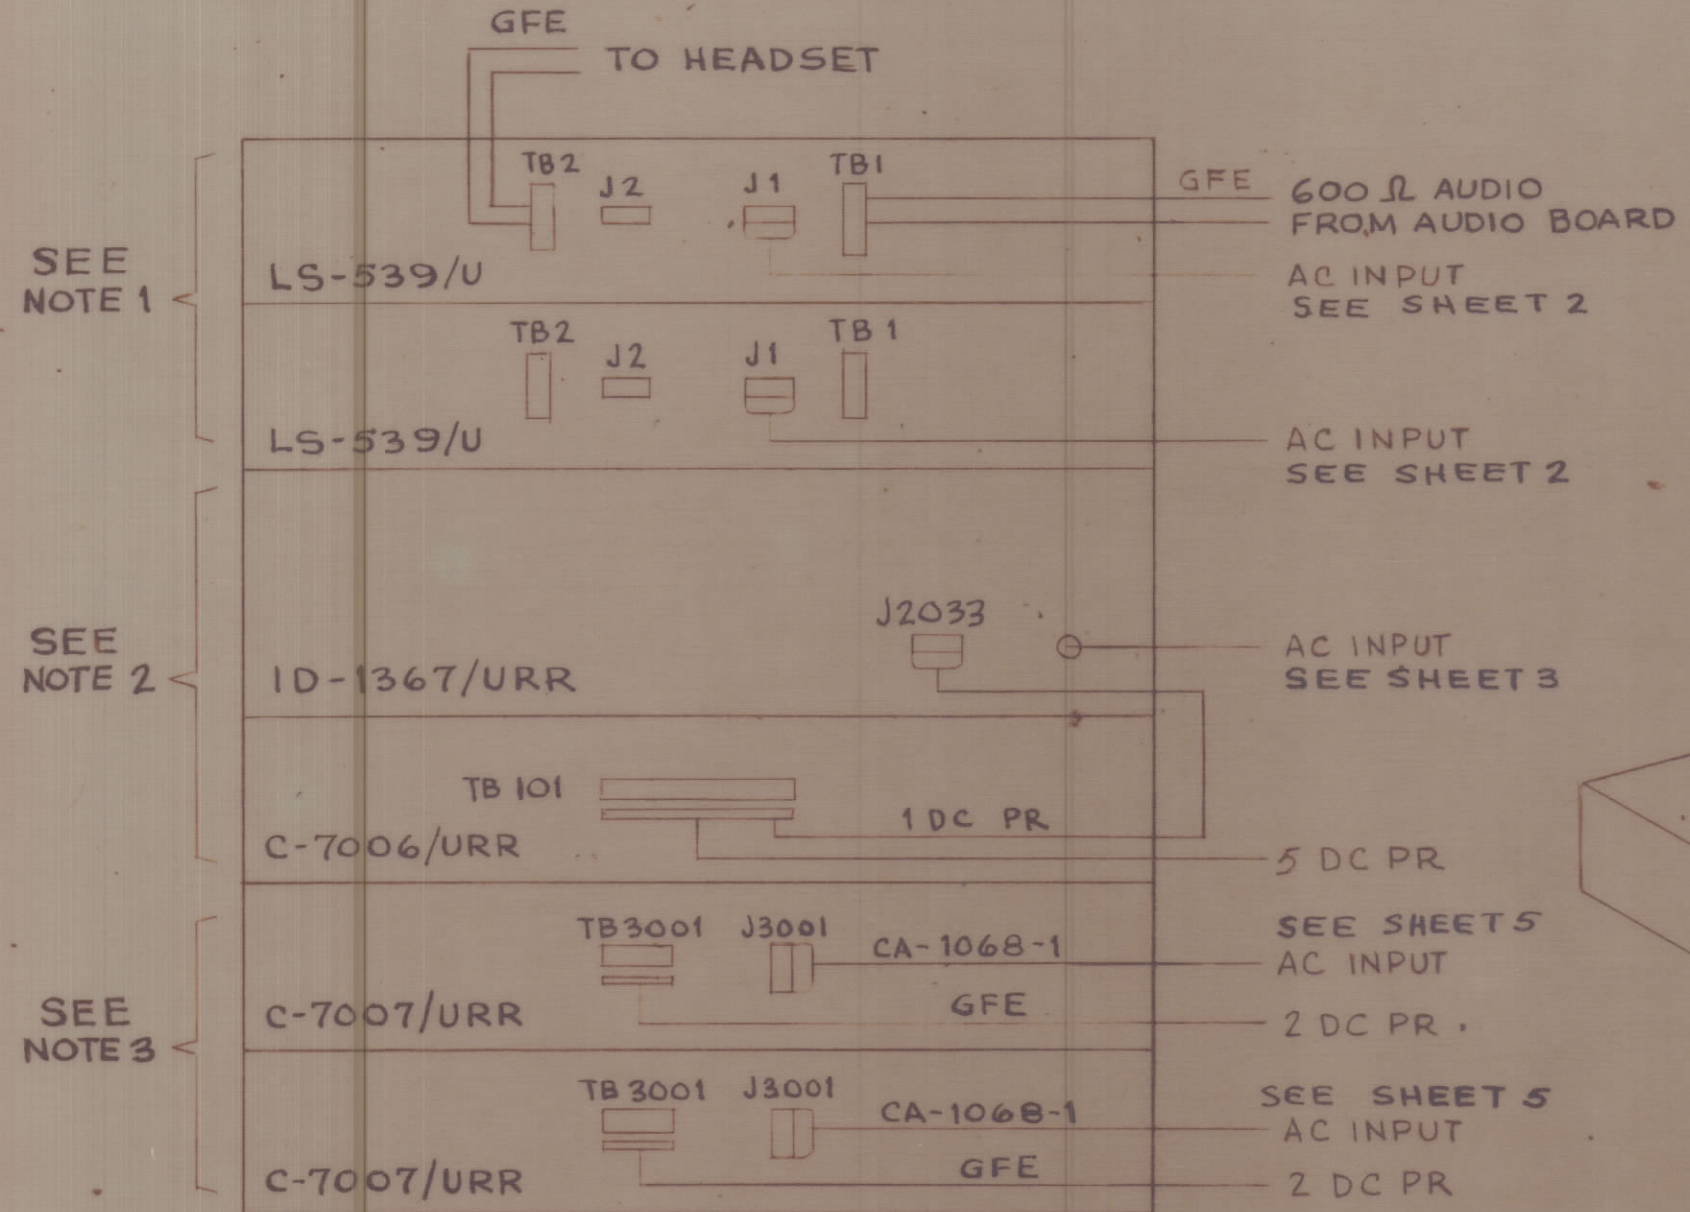 GFE
TO HEADSET
TB2
J2
J1
TB1
GFE
600 Ω AUDIO
FROM AUDIO BOARD
SEE
NOTE 1
LS-539/U
AC INPUT
SEE SHEET 2
TB2
J2
J1
TB 1
LS-539/U
AC INPUT
SEE SHEET 2
J2033
SEE
NOTE 2
ID-1367/URR
AC INPUT
SEE SHEET 3
TB 101
1 DC PR
C-7006/URR
5 DC PR
TB3001
J3001
CA-1068-1
SEE SHEET 5
AC INPUT
SEE
NOTE 3
C-7007/URR
GFE
2 DC PR.
TB 3001
J3001
CA-1068-1
SEE SHEET 5
AC INPUT
C-7007/URR
GFE
2 DC PR